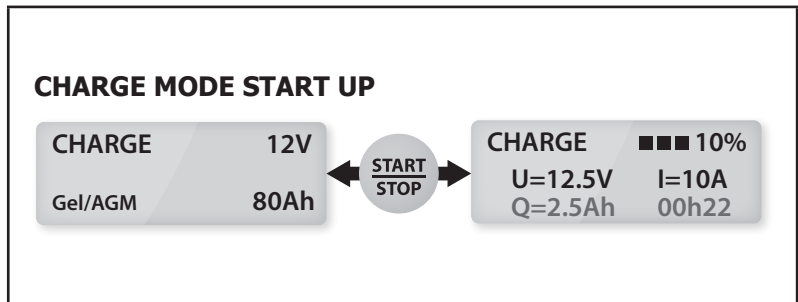 CHARGE MODE START UP
CHARGE 12V
Gel/AGM 80Ah
START
STOP
CHARGE 10%
U=12.5V I=10A
Q=2.5Ah 00h22